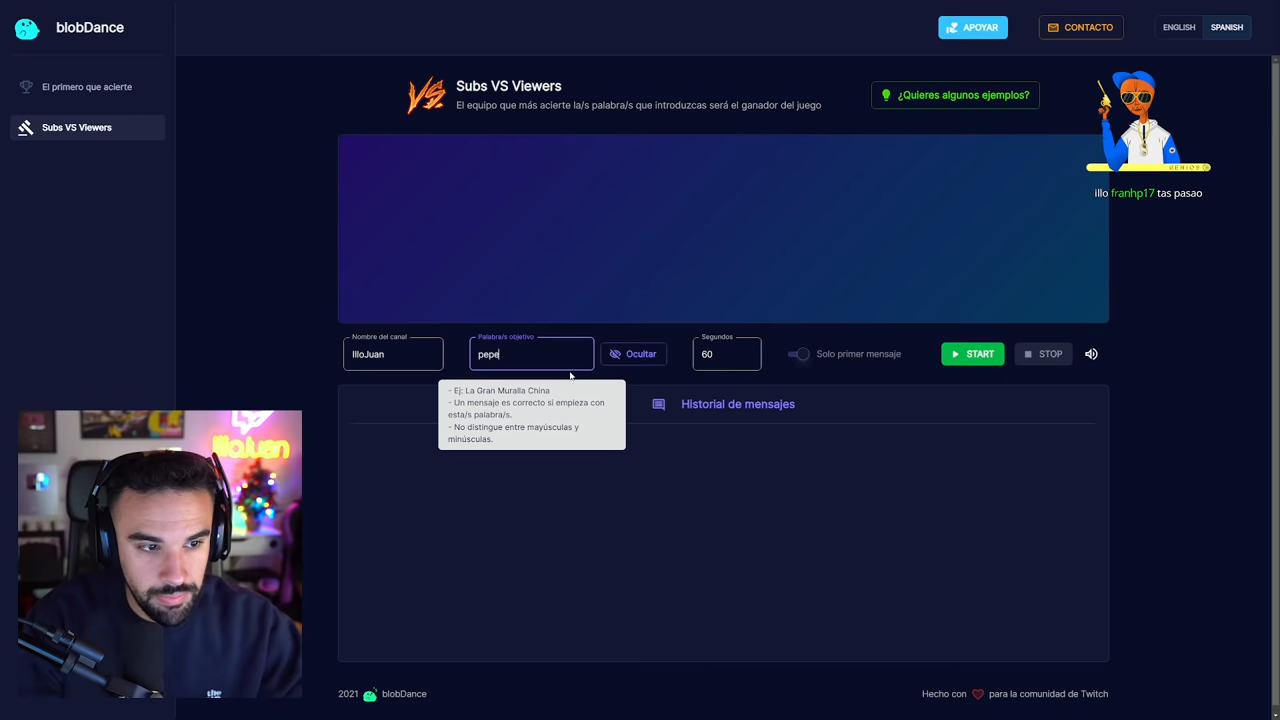 blobDance
APOYAR
CONTACTO
ENGLISH
SPANISH
El primero que acierte
Subs VS Viewers
VS
Subs VS Viewers
El equipo que más acierte la/s palabra/s que introduzcas será el ganador del juego
¿Quieres algunos ejemplos?
illo franhp17 tas pasao
Nombre del canal
IlloJuan
Palabra/s objetivo
pepe
Ocultar
Segundos
60
Solo primer mensaje
START
STOP
- Ej: La Gran Muralla China
- Un mensaje es correcto si empieza con
esta/s palabra/s.
- No distingue entre mayúsculas y
minúsculas.
Historial de mensajes
IlloJuan
2021 blobDance
Hecho con para la comunidad de Twitch